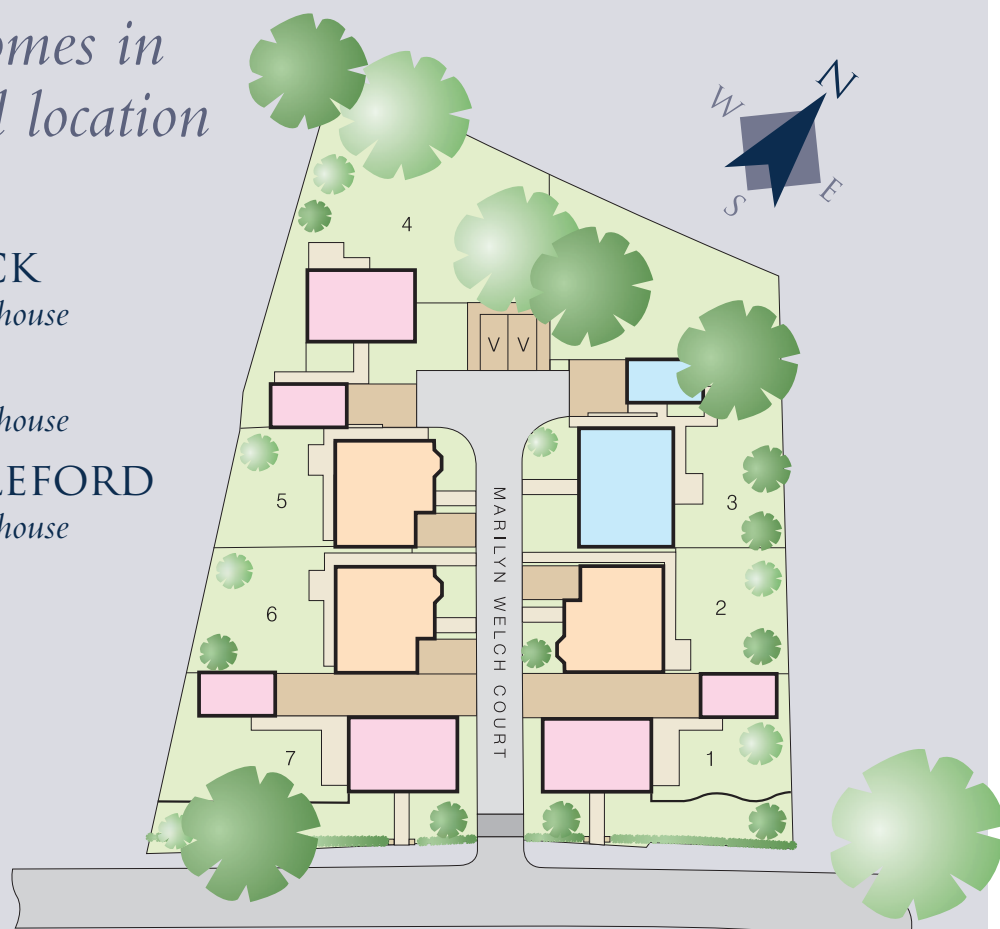 omes in
l location
N
W
E
S
CK
house
house
LEFORD
house
4
V V
5
3
6
2
7
1
MARILYN WELCH COURT